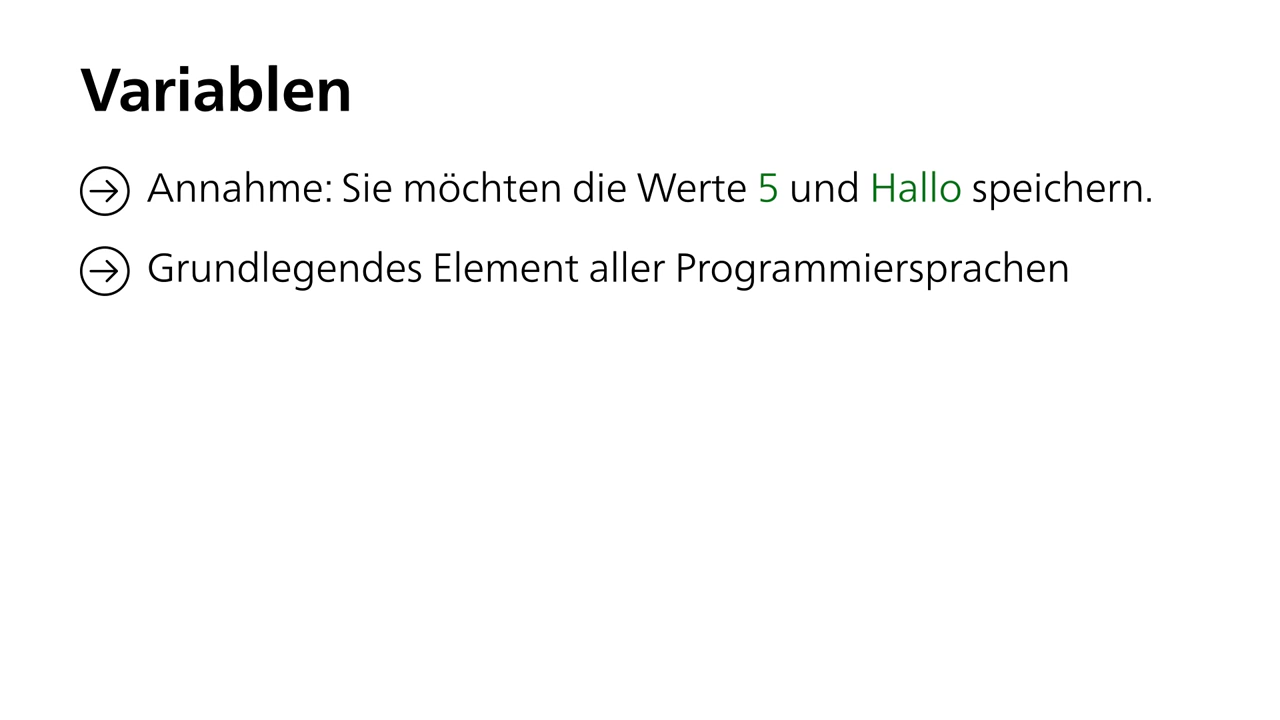 Variablen
Annahme: Sie möchten die Werte 5 und Hallo speichern.
Grundlegendes Element aller Programmiersprachen